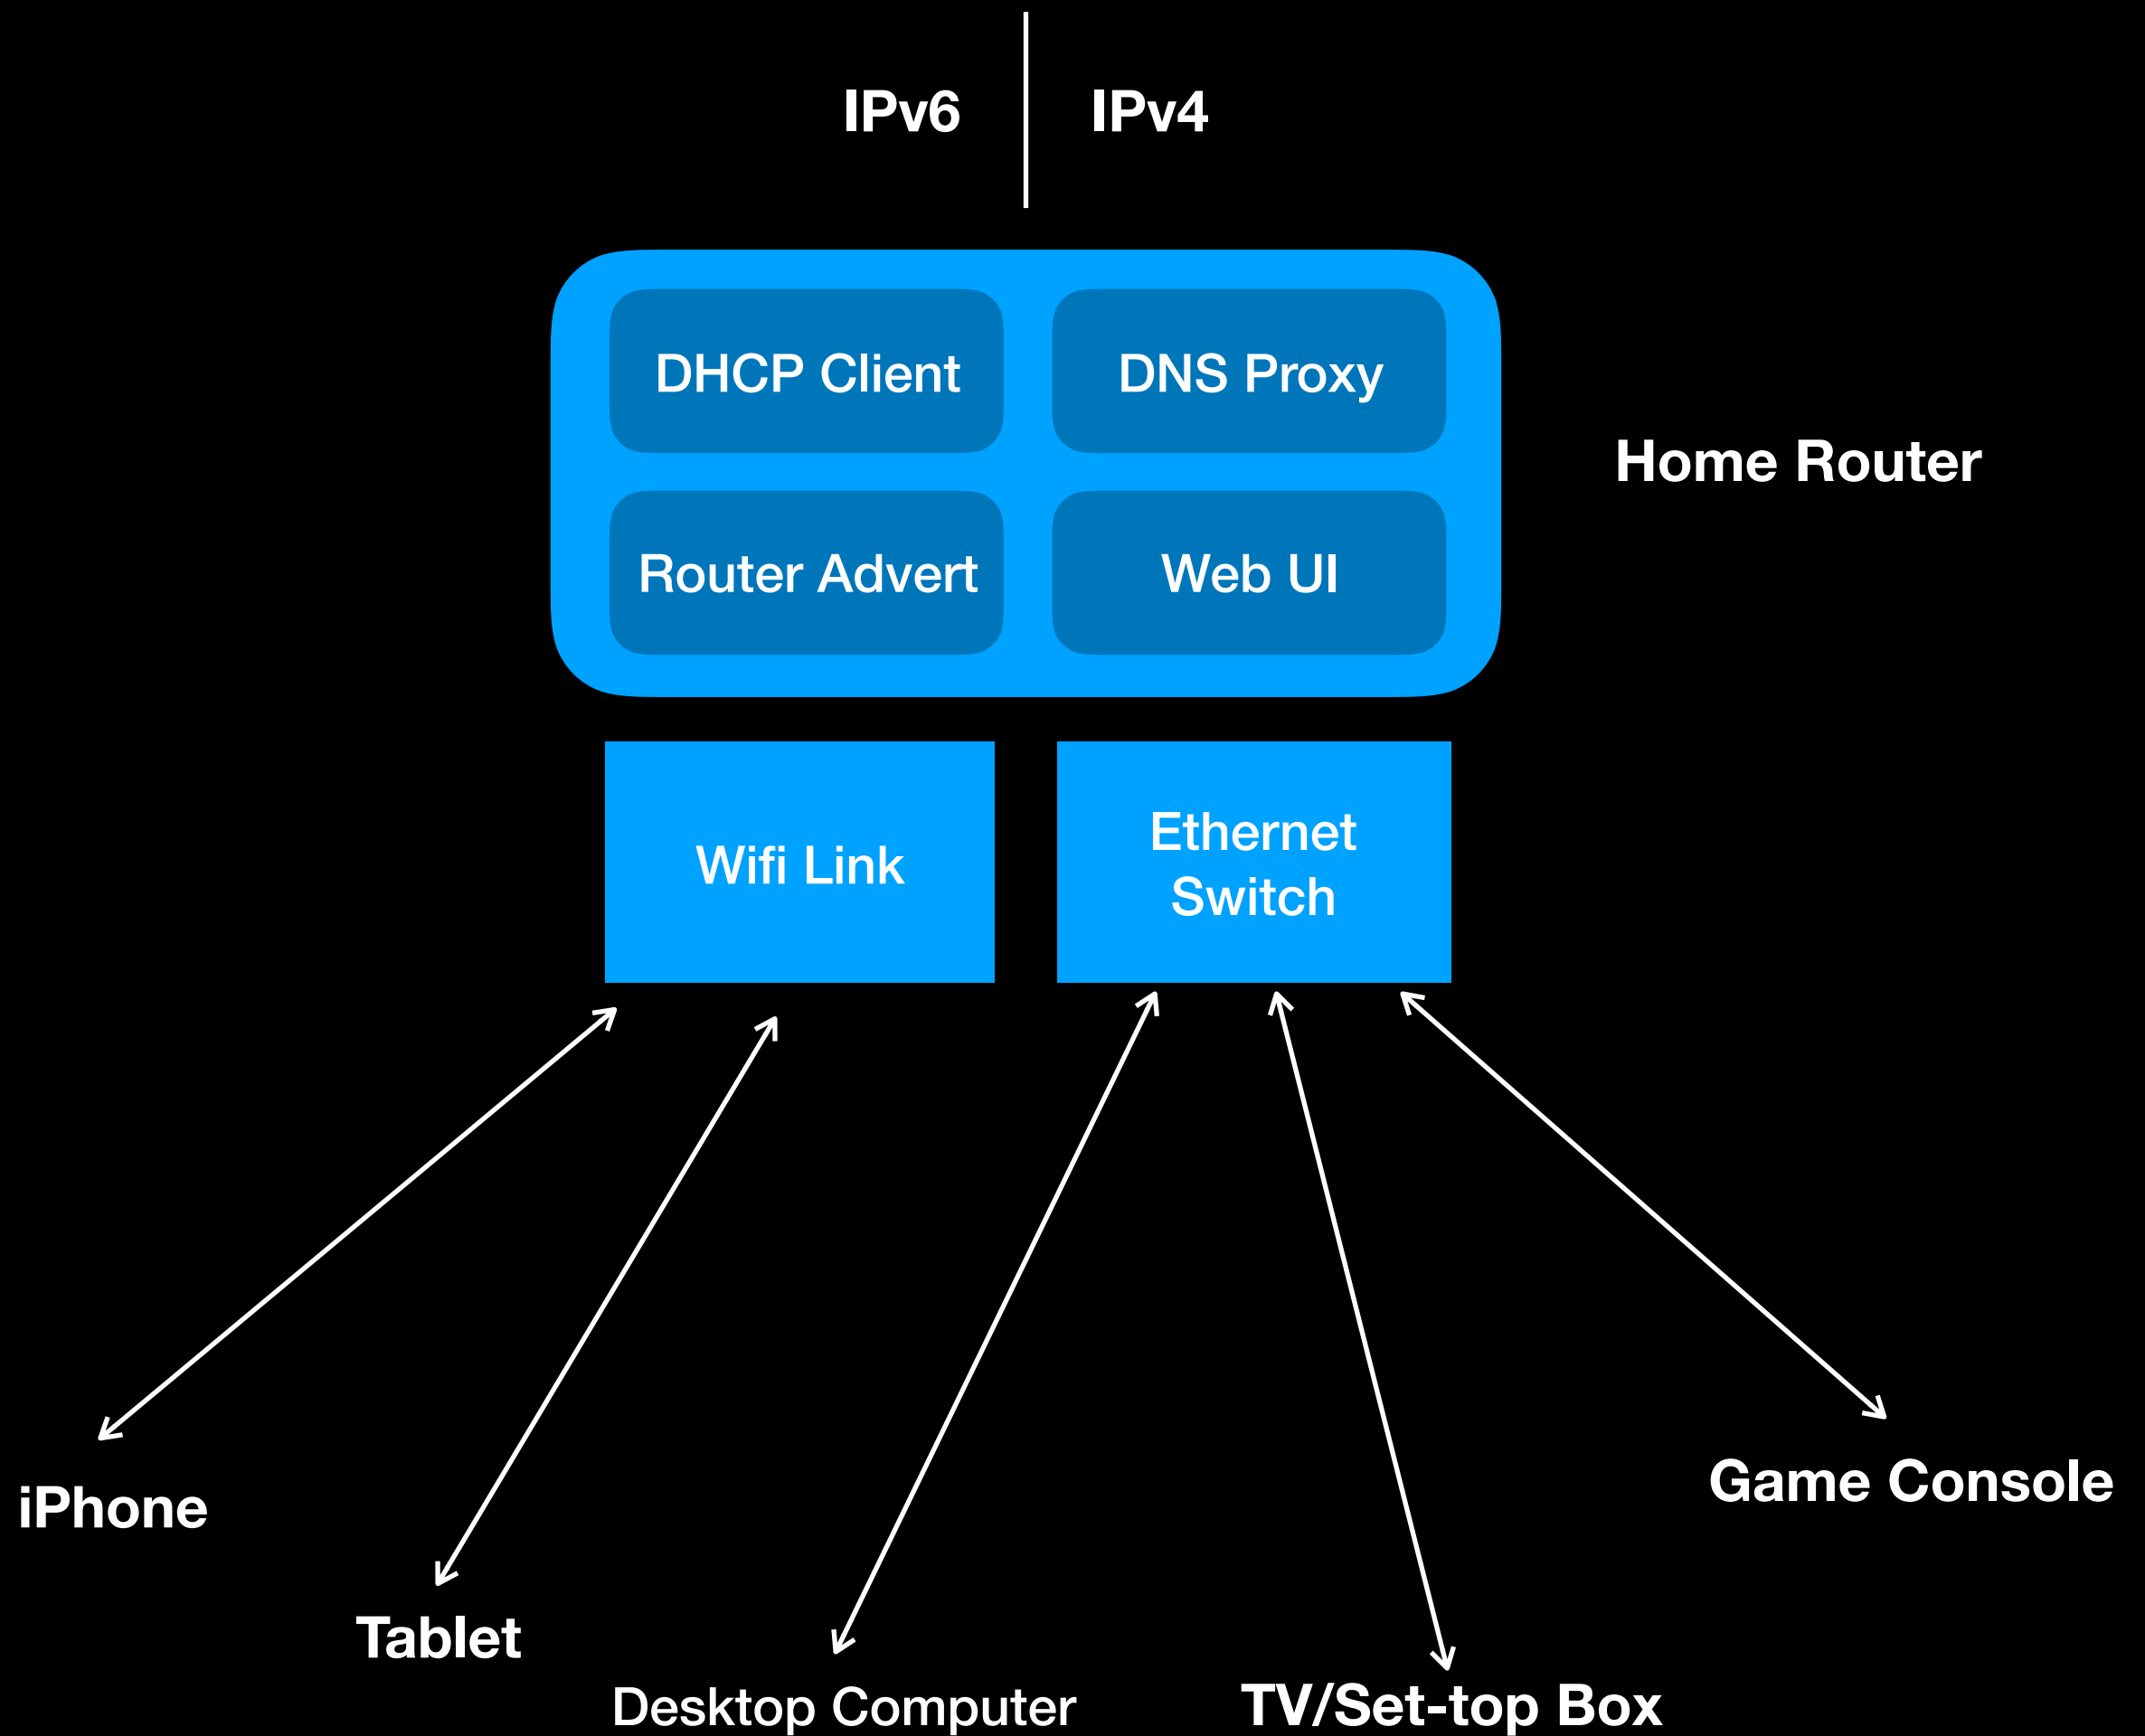 IPv6
IPv4
DHCP Client
DNS Proxy
Home Router
Router Advert
Web UI
Wifi Link
Ethernet
Switch
iPhone
Game Console
Tablet
Desktop Computer
TV/Set-top Box